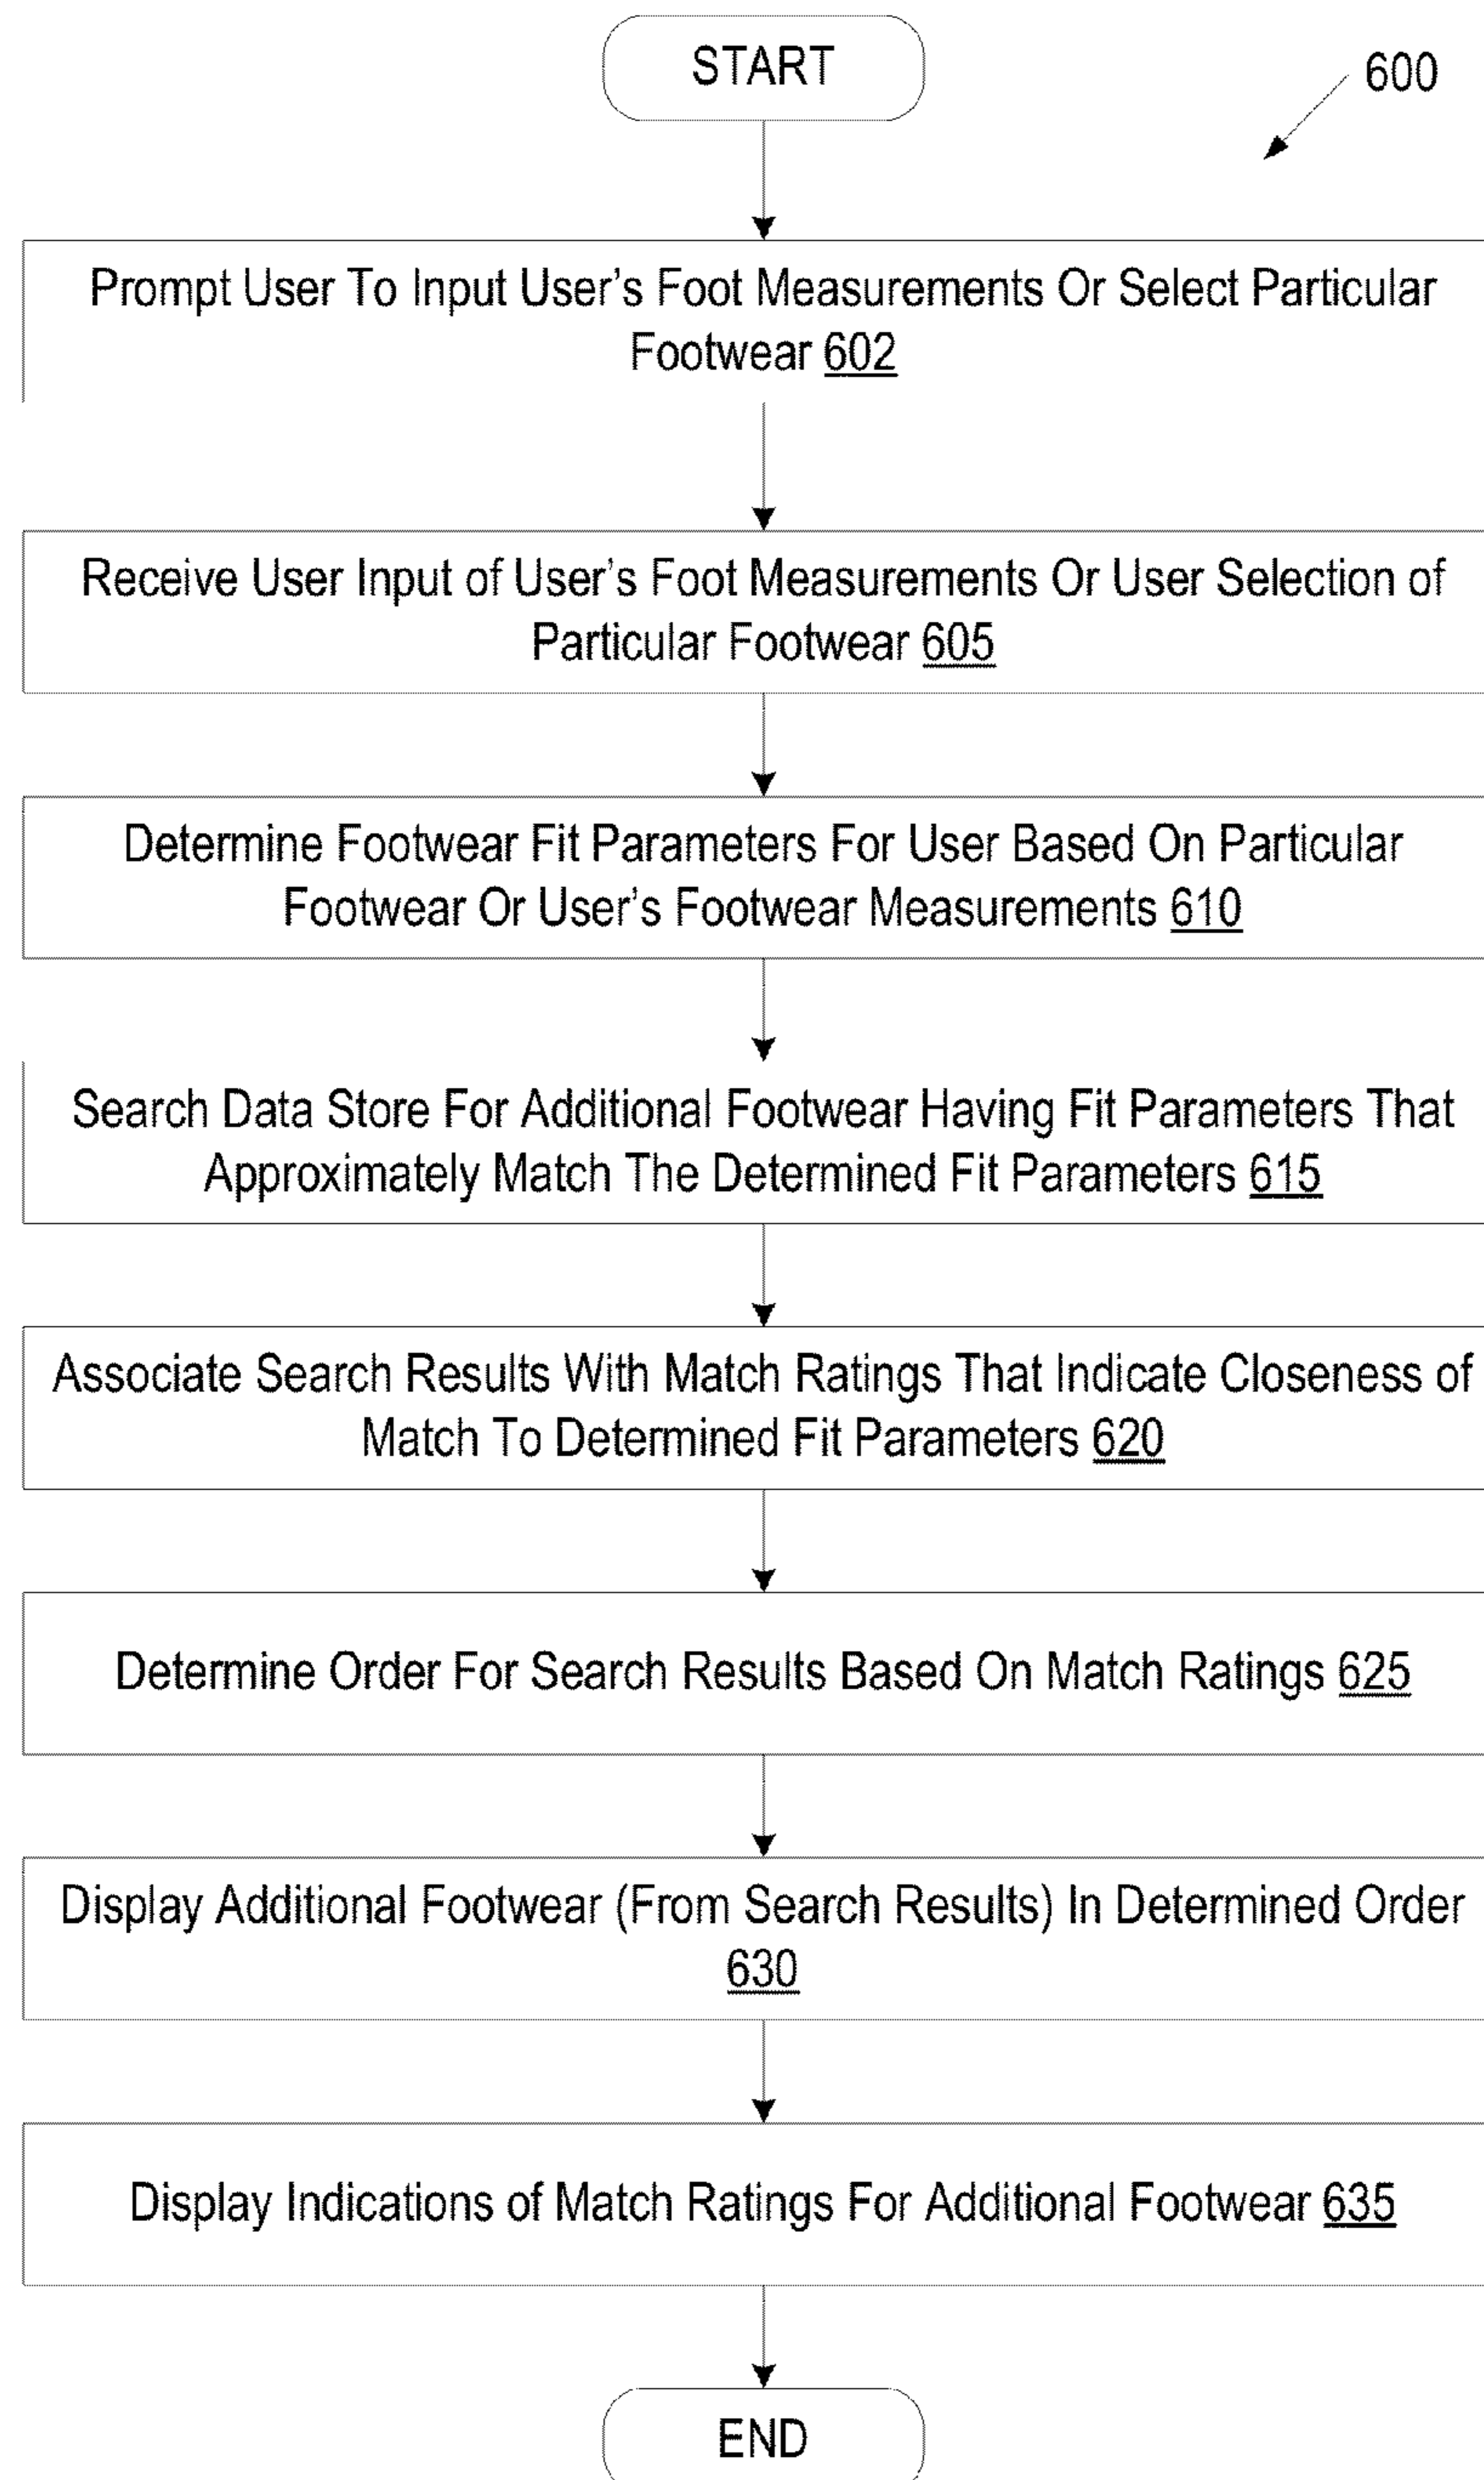 START
600
Prompt User To Input User's Foot Measurements Or Select Particular
Footwear 602
Receive User Input of User's Foot Measurements Or User Selection of
Particular Footwear 605
Determine Footwear Fit Parameters For User Based On Particular
Footwear Or User's Footwear Measurements 610
Search Data Store For Additional Footwear Having Fit Parameters That
Approximately Match The Determined Fit Parameters 615
Associate Search Results With Match Ratings That Indicate Closeness of
Match To Determined Fit Parameters 620
Determine Order For Search Results Based On Match Ratings 625
Display Additional Footwear (From Search Results) In Determined Order
630
Display Indications of Match Ratings For Additional Footwear 635
END